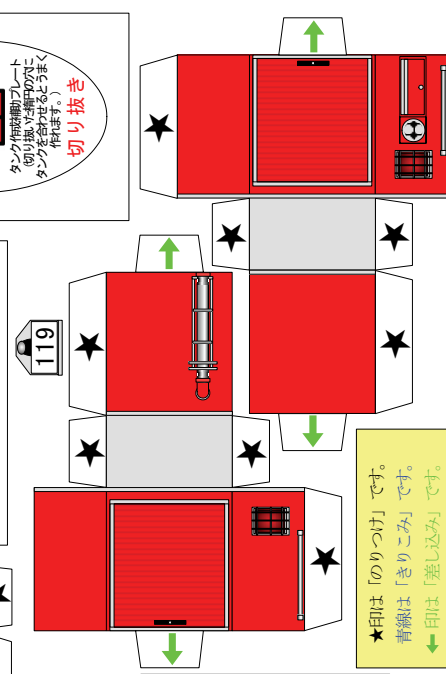 タンク作成補助プレート
(切り抜いた楕円の穴に
タンクを合わせるとうまく
作れます。)
切り抜き
119
★印は「のりつけ」です。
青線は「きりこみ」です。
←印は「差し込み」です。